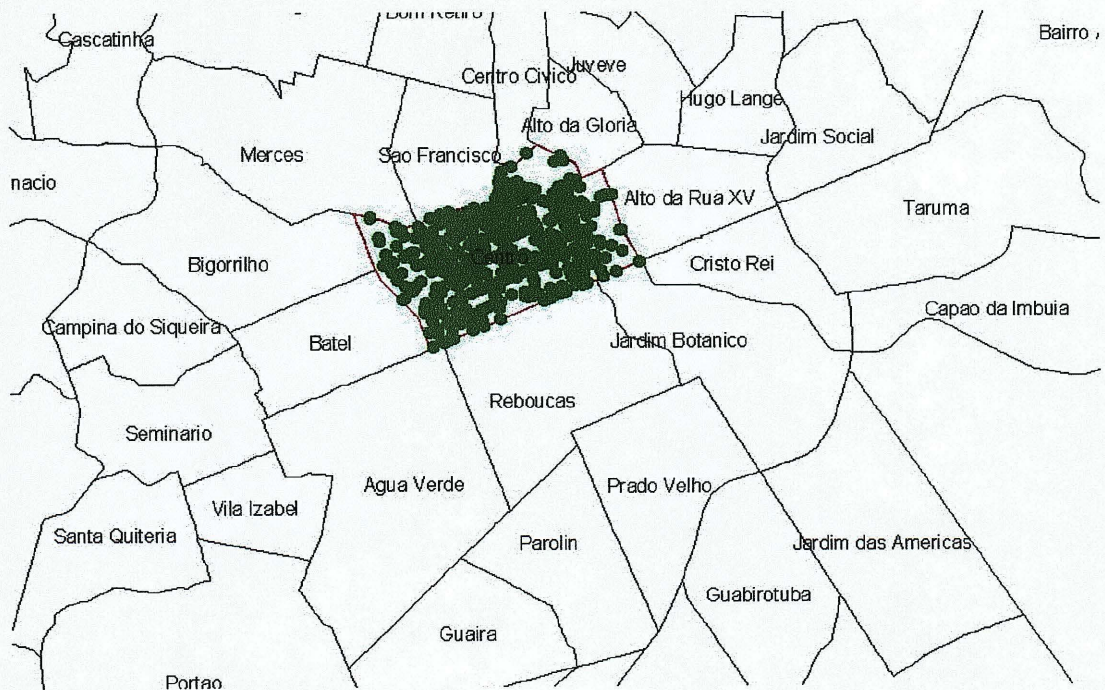 Bom Retiro
Cascatinha
Bairro
Centro Civico
Juveve
Hugo Lange
Alto da Gloria
Jardim Social
Merces
Sao Francisco
nacio
Alto da Rua XV
Taruma
Centro
Bigorrilho
Cristo Rei
Capao da Imbuia
Campina do Siqueira
Batel
Jardim Botanico
Reboucas
Seminario
Agua Verde
Prado Velho
Vila Izabel
Santa Quiteria
Parolin
Jardim das Americas
Guabirotuba
Guaira
Portao